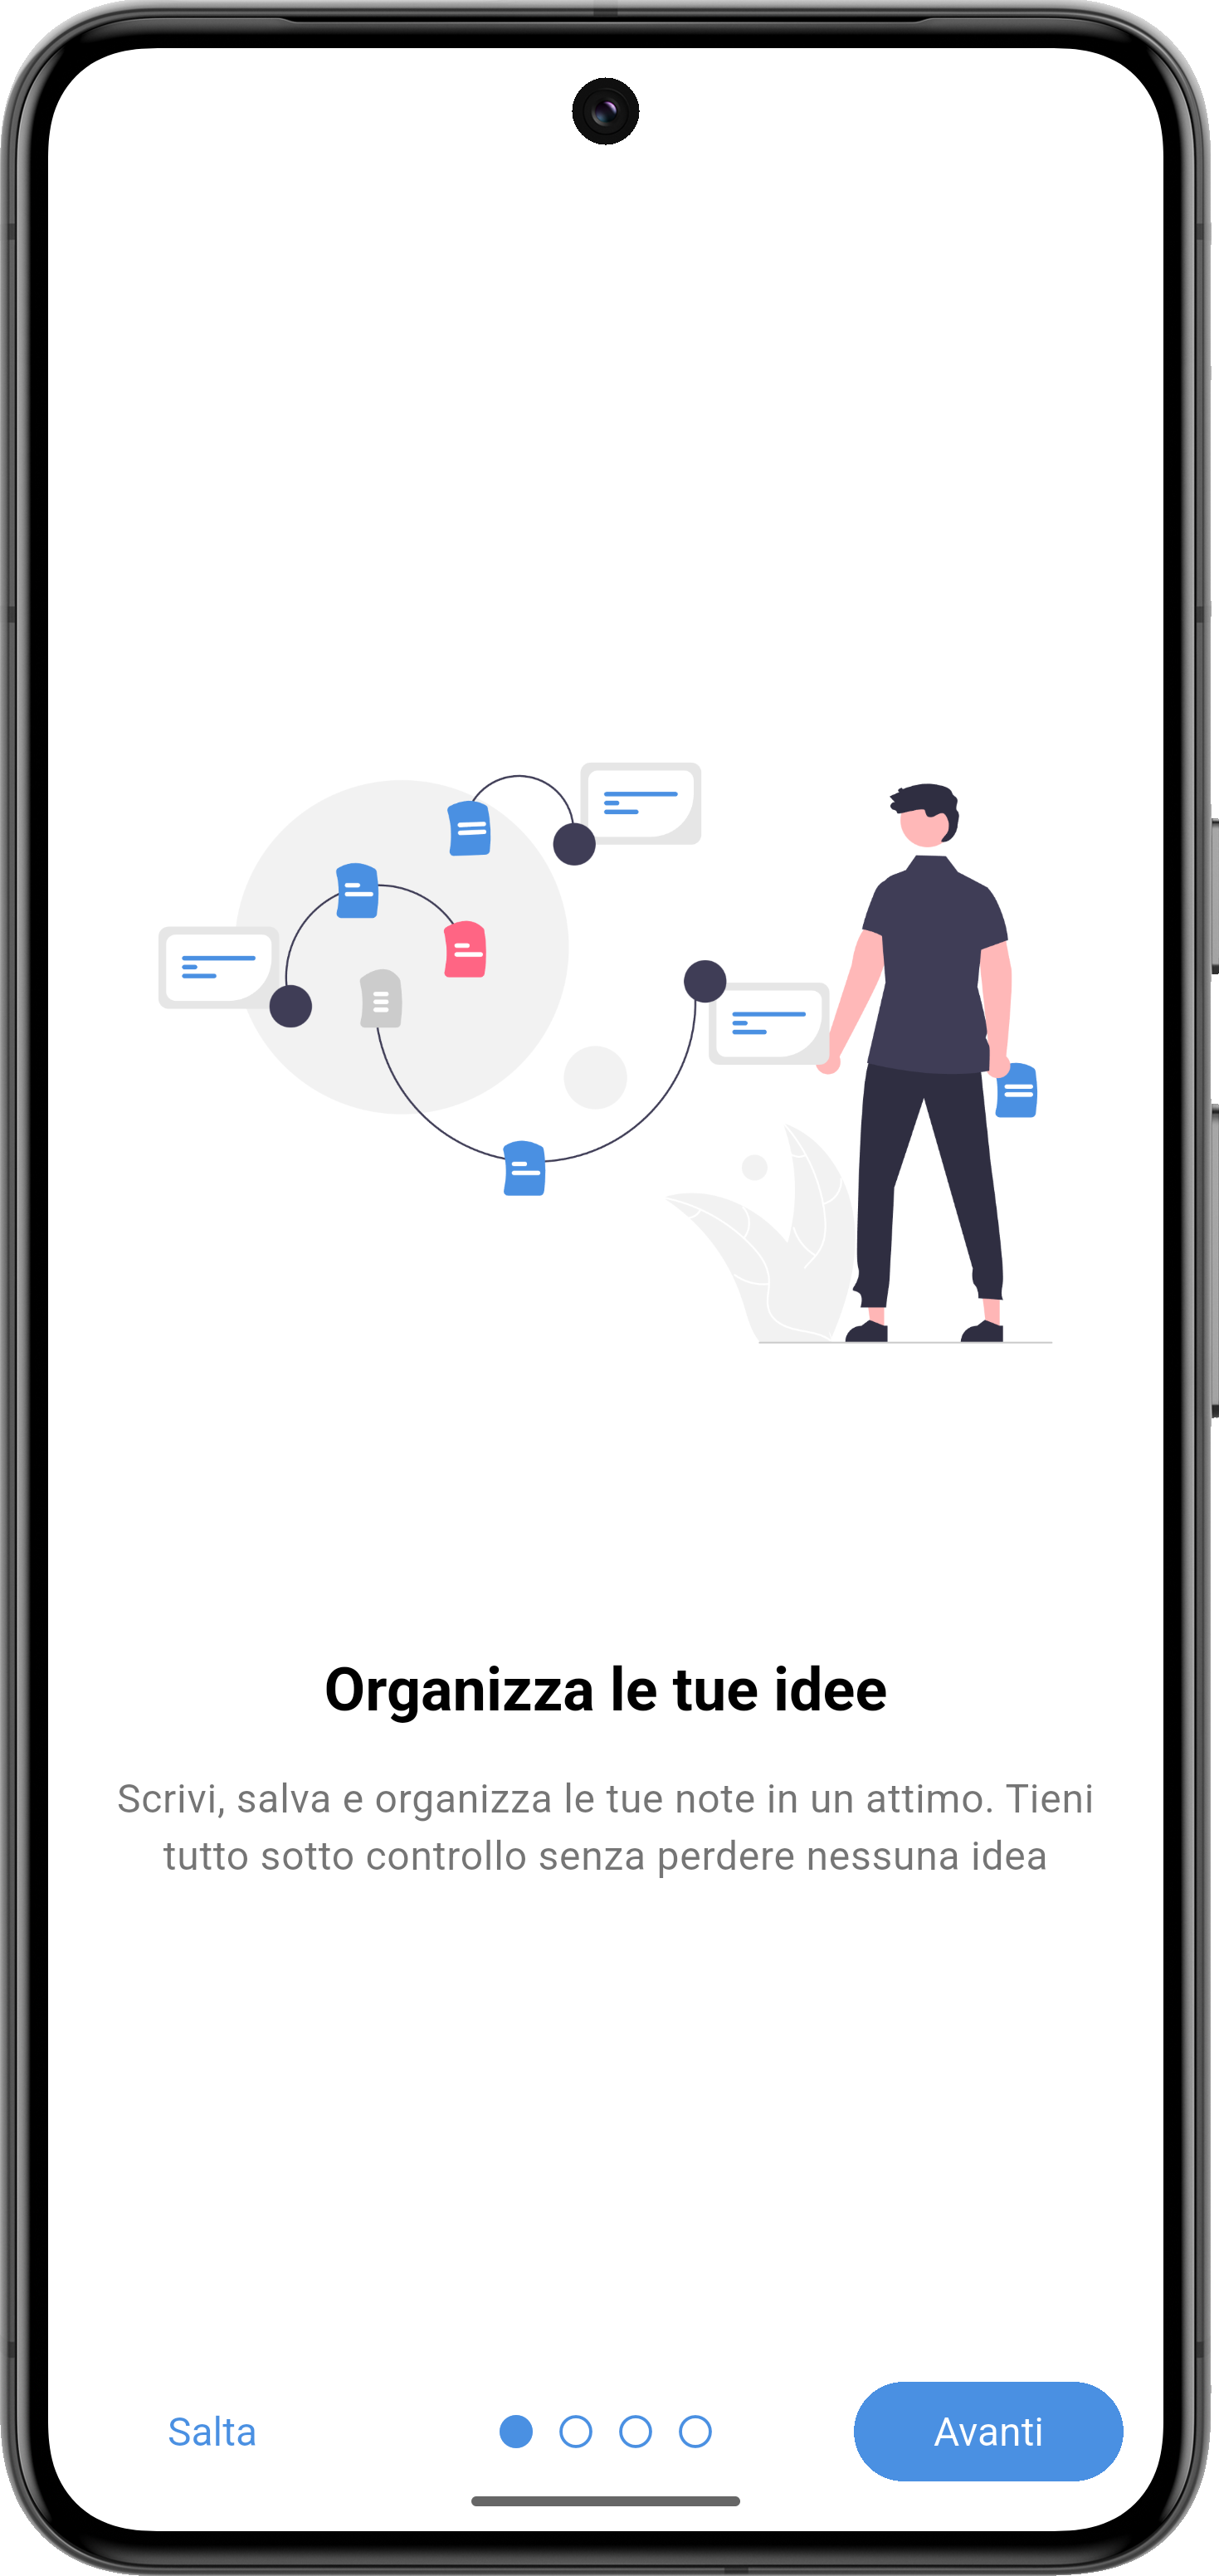 Organizza le tue idee
Scrivi, salva e organizza le tue note in un attimo. Tieni
tutto sotto controllo senza perdere nessuna idea
Salta
Avanti